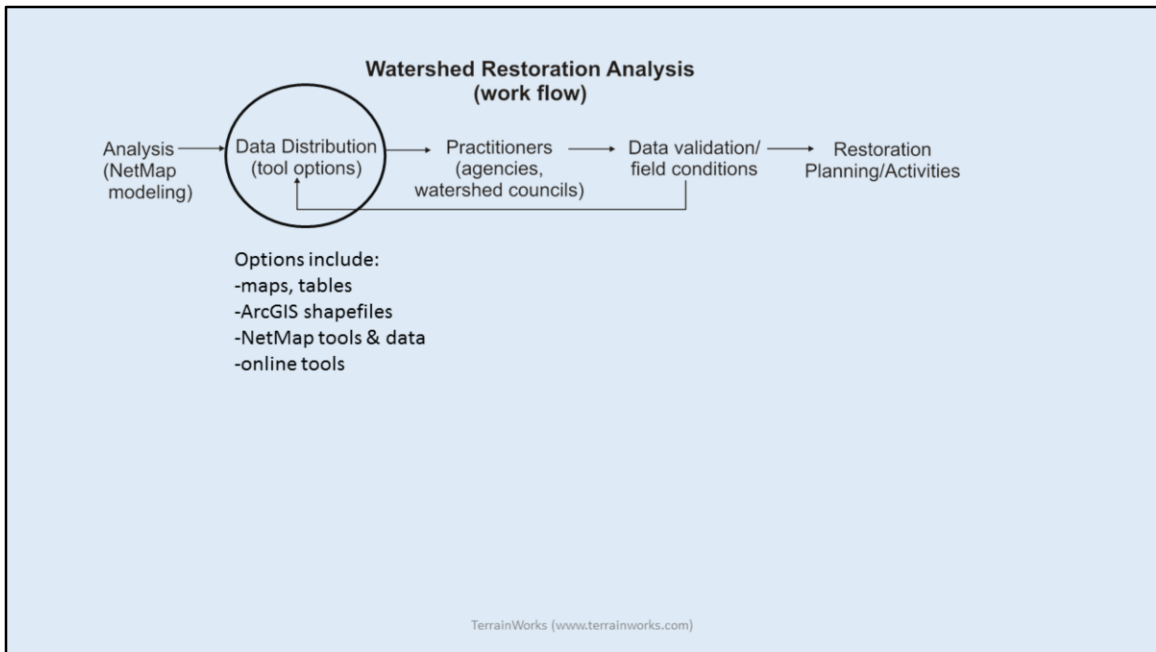 Watershed Restoration Analysis
(work flow)
Analysis
(NetMap
modeling)
Data Distribution
(tool options)
Practitioners
(agencies,
watershed councils)
Data validation/
field conditions
Restoration
Planning/Activities
Options include:
-maps, tables
-ArcGIS shapefiles
-NetMap tools & data
-online tools
TerrainWorks (www.terrainworks.com)